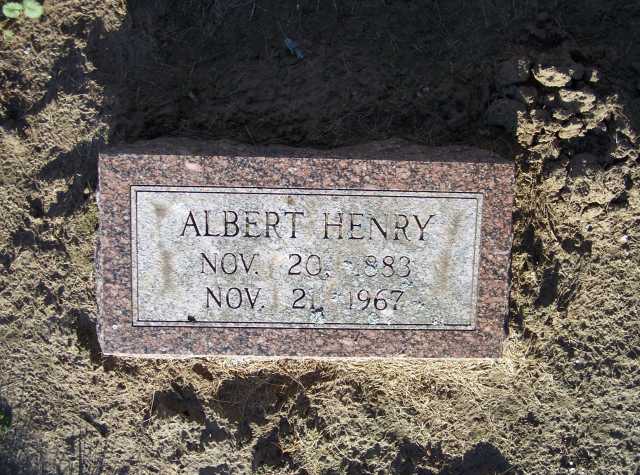 ALBERT HENRY
NOV. 20, 1883
NOV. 21, 1967